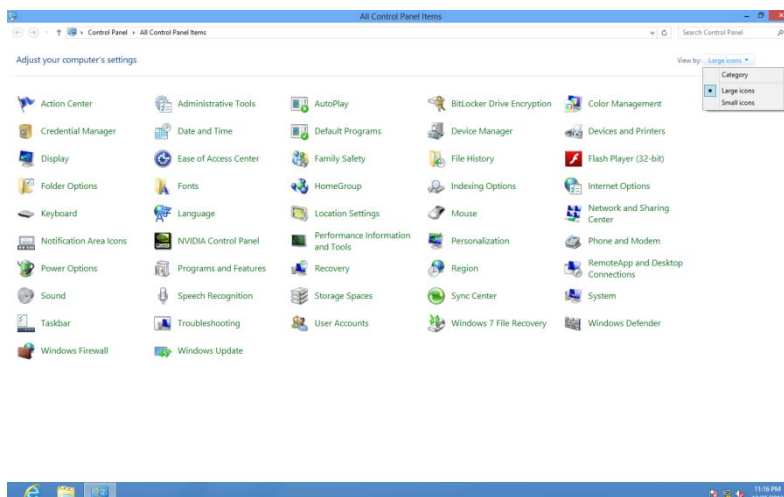 All Control Panel Items
Control Panel
All Control Panel Items
Search Control Panel
Adjust your computer's settings
View by: Large icons
Category
Large icons
Small icons
Action Center
Administrative Tools
AutoPlay
BitLocker Drive Encryption
Color Management
Credential Manager
Date and Time
Default Programs
Device Manager
Devices and Printers
Display
Ease of Access Center
Family Safety
File History
Flash Player (32-bit)
Folder Options
Fonts
HomeGroup
Indexing Options
Internet Options
Keyboard
Language
Location Settings
Mouse
Network and Sharing
Center
Notification Area Icons
NVIDIA Control Panel
Performance Information
and Tools
Personalization
Phone and Modem
Power Options
Programs and Features
Recovery
Region
RemoteApp and Desktop
Connections
Sound
Speech Recognition
Storage Spaces
Sync Center
System
Taskbar
Troubleshooting
User Accounts
Windows 7 File Recovery
Windows Defender
Windows Firewall
Windows Update
11:16 PM